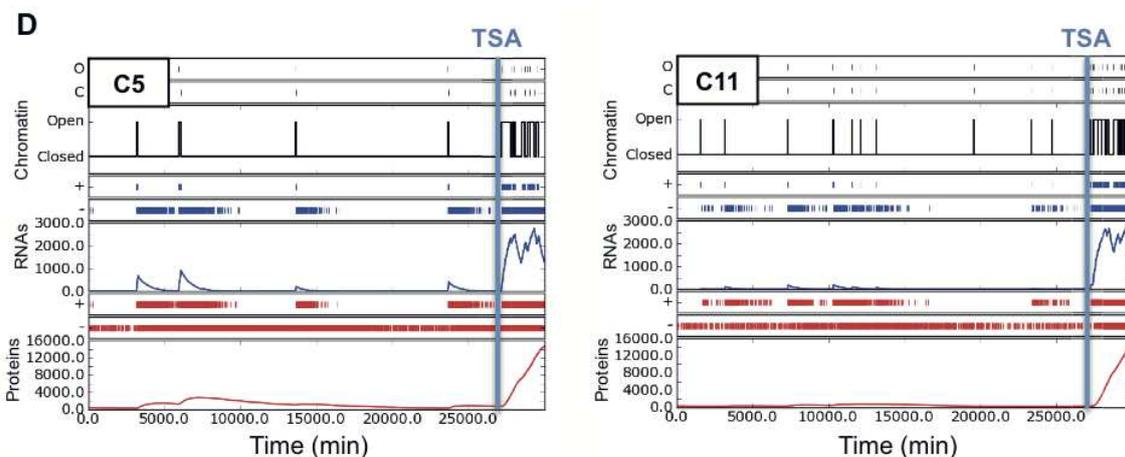 D
TSA
C5
O
C
Chromatin
Open
Closed
+
-
RNAs
3000.0
2000.0
1000.0
0.0
+
-
Proteins
16000.0
12000.0
8000.0
4000.0
0.0
0.0 5000.0 10000.0 15000.0 20000.0 25000.0
Time (min)
TSA
C11
O
C
Chromatin
Open
Closed
+
-
RNAs
3000.0
2000.0
1000.0
0.0
+
-
Proteins
16000.0
12000.0
8000.0
4000.0
0.0
0.0 5000.0 10000.0 15000.0 20000.0 25000.0
Time (min)